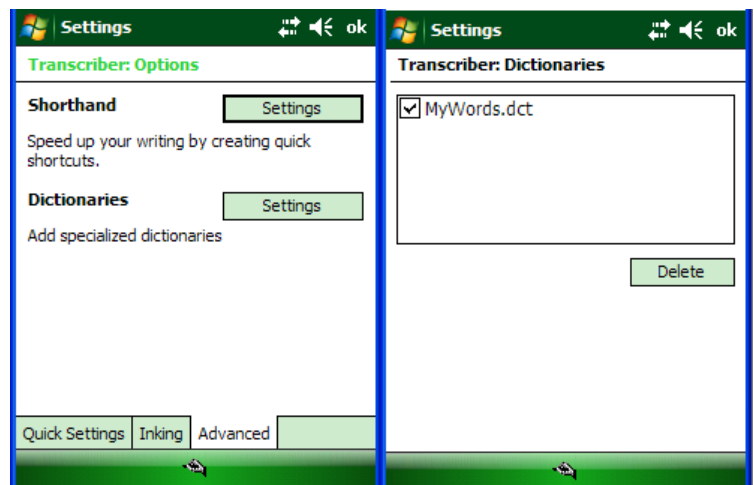 Settings ok
Transcriber: Options
Shorthand Settings
Speed up your writing by creating quick
shortcuts.
Dictionaries Settings
Add specialized dictionaries
Quick Settings Inking Advanced
Settings ok
Transcriber: Dictionaries
MyWords.dct
Delete